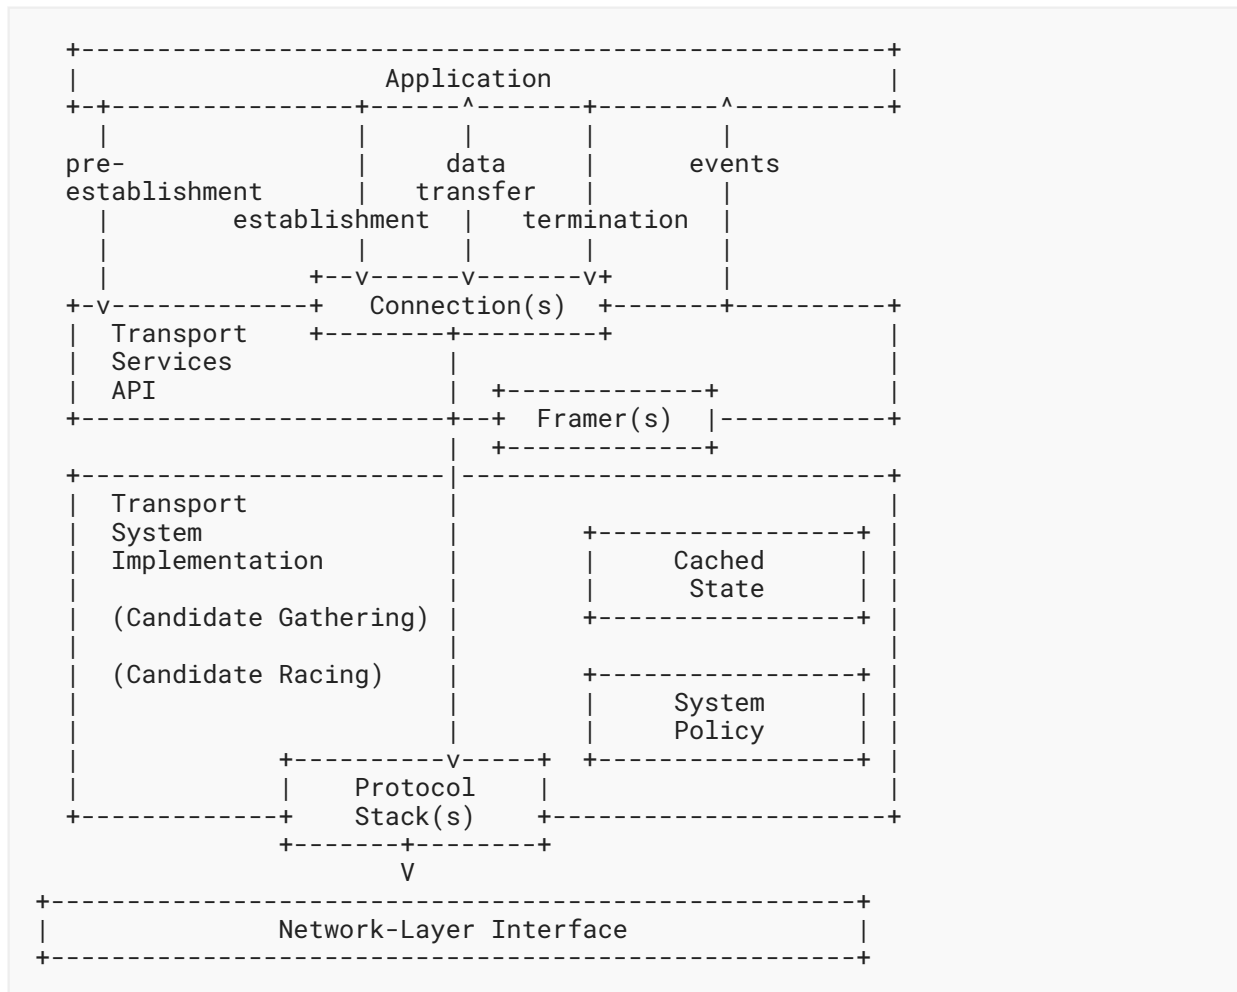 +-----------------------------------------------------+
|                    Application                      |
+-+----------------+------^-------+--------^----------+
  |                |      |       |        |
pre-               |     data     |      events
establishment      |   transfer   |        |
  |        establishment  |   termination  |
  |                |      |       |        |
  |             +--v------v-------v+       |
+-v-------------+   Connection(s)  +-------+----------+
|  Transport    +--------+---------+                  |
|  Services              |                            |
|  API                   |  +-------------+           |
+------------------------+--+  Framer(s)  |-----------+
                         |  +-------------+
+------------------------|----------------------------+
|  Transport             |                            |
|  System                |        +-----------------+ |
|  Implementation        |        |     Cached      | |
|                        |        |      State      | |
|  (Candidate Gathering) |        +-----------------+ |
|                        |                            |
|  (Candidate Racing)    |        +-----------------+ |
|                        |        |     System      | |
|                        |        |     Policy      | |
|             +----------v-----+  +-----------------+ |
|             |    Protocol    |                      |
+-------------+    Stack(s)    +----------------------+
              +-------+--------+
                      V
+-----------------------------------------------------+
|               Network-Layer Interface               |
+-----------------------------------------------------+